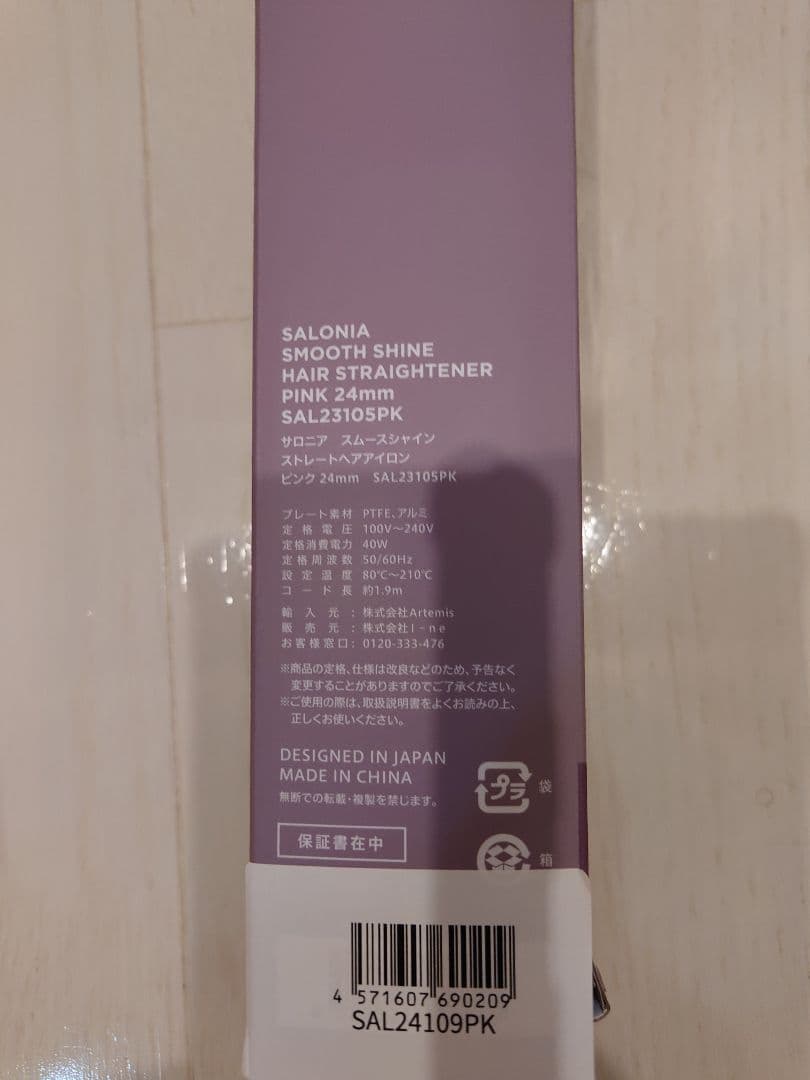 SALONIA
SMOOTH SHINE
HAIR STRAIGHTENER
PINK 24mm
SAL23105PK
サロニア スムースシャイン
ストレートヘアアイロン
ピンク 24mm SAL23105PK
プレート素材 PTFE、アルミ
定格電圧 100V～240V
定格消費電力 40W
定格周波数 50/60Hz
設定温度 80℃～210℃
コード長 約1.9m
輸入元:株式会社Artemis
販売元:株式会社I-ne
お客様窓口:0120-333-476
※商品の定格、仕様は改良などのため、予告なく
変更することがありますのでご了承ください。
※ご使用の際は、取扱説明書をよくお読みの上、
正しくお使いください。
DESIGNED IN JAPAN
MADE IN CHINA
無断での転載・複製を禁じます。
プラ 袋
保証書在中
箱
4 571607 690209
SAL24109PK